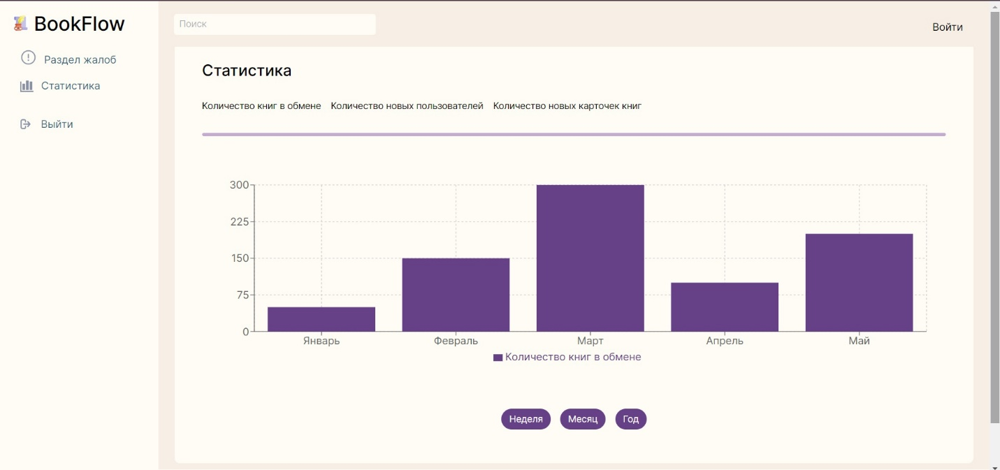 BookFlow
Раздел жалоб
Статистика
Выйти
Поиск
Войти
Статистика
Количество книг в обмене Количество новых пользователей Количество новых карточек книг
300
225
150
75
0
Январь Февраль Март Апрель Май
Количество книг в обмене
Неделя Месяц Год